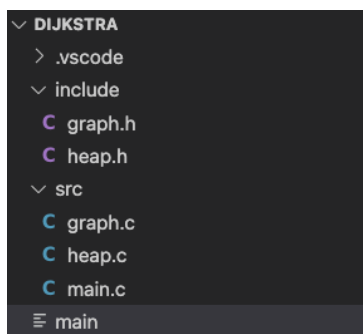 DIJKSTRA
.vscode
include
C graph.h
C heap.h
src
C graph.c
C heap.c
C main.c
main